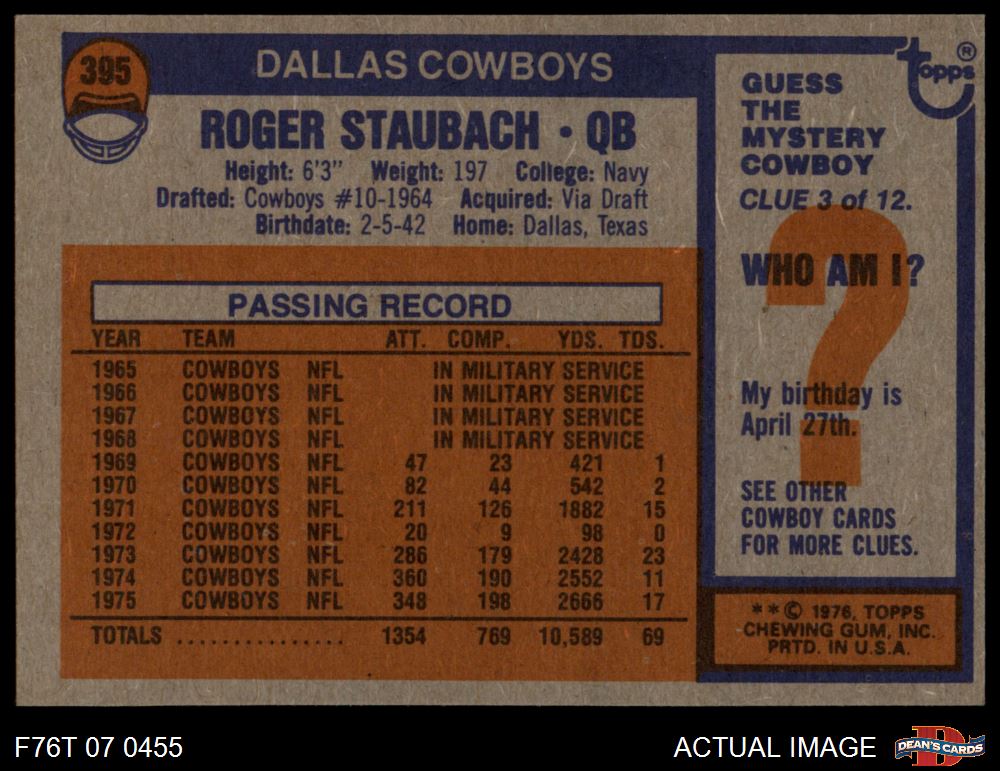 395
DALLAS COWBOYS
ROGER STAUBACH • QB
Height: 6'3" Weight: 197 College: Navy
Drafted: Cowboys #10-1964 Acquired: Via Draft
Birthdate: 2-5-42 Home: Dallas, Texas
PASSING RECORD
YEAR TEAM ATT. COMP. YDS. TDS.
1965 COWBOYS NFL IN MILITARY SERVICE
1966 COWBOYS NFL IN MILITARY SERVICE
1967 COWBOYS NFL IN MILITARY SERVICE
1968 COWBOYS NFL IN MILITARY SERVICE
1969 COWBOYS NFL 47 23 421 1
1970 COWBOYS NFL 82 44 542 2
1971 COWBOYS NFL 211 126 1882 15
1972 COWBOYS NFL 20 9 98 0
1973 COWBOYS NFL 286 179 2428 23
1974 COWBOYS NFL 360 190 2552 11
1975 COWBOYS NFL 348 198 2666 17
TOTALS ................ 1354 769 10,589 69
topps ®
GUESS
THE
MYSTERY
COWBOY
CLUE 3 of 12.
?
WHO AM I?
My birthday is
April 27th.
SEE OTHER
COWBOY CARDS
FOR MORE CLUES.
**© 1976, TOPPS
CHEWING GUM, INC.
PRTD. IN U.S.A.
F76T 07 0455
ACTUAL IMAGE
D
DEAN'S CARDS